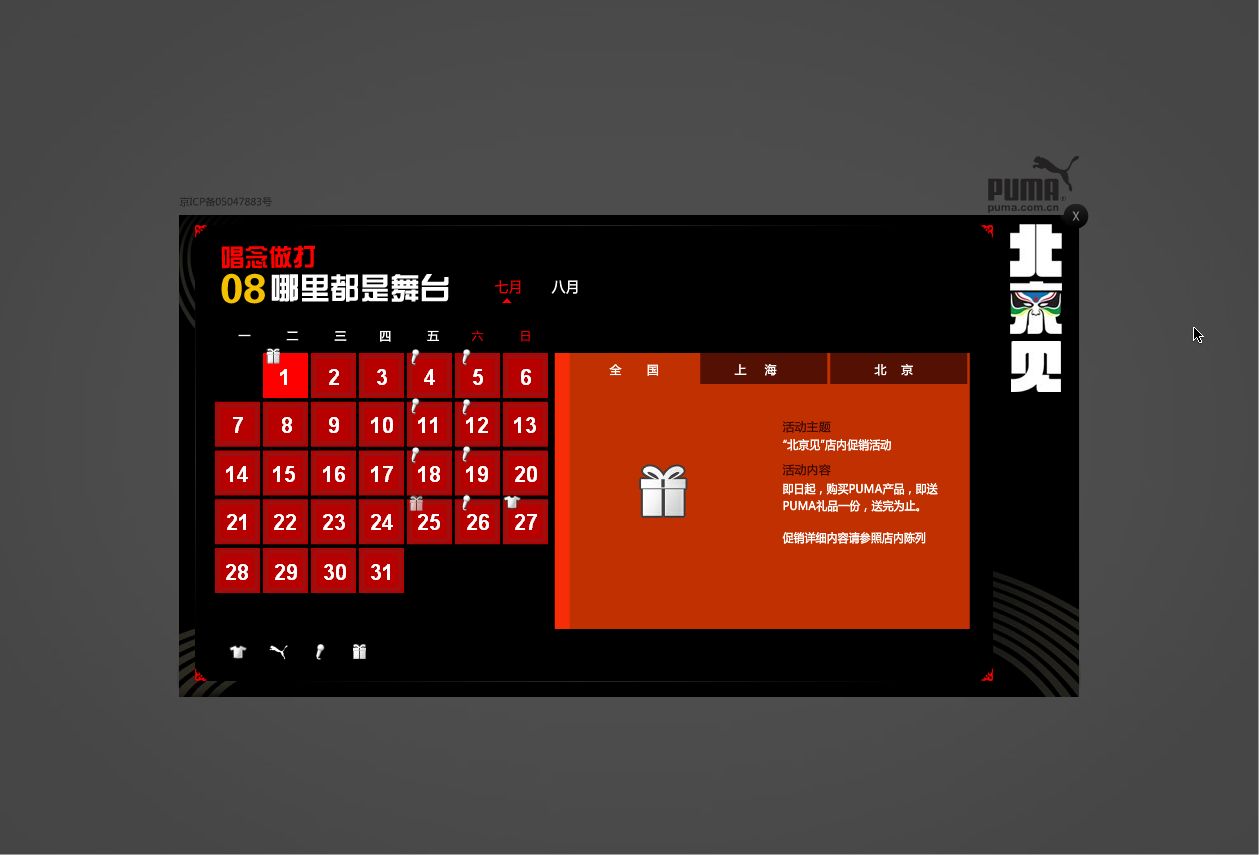 PUMA
puma.com.cn
京ICP备05047883号
X
唱念做打
08哪里都是舞台
七月 八月
北京见
一 二 三 四 五 六 日
1 2 3 4 5 6
7 8 9 10 11 12 13
14 15 16 17 18 19 20
21 22 23 24 25 26 27
28 29 30 31
全 国 上 海 北 京
活动主题
“北京见”店内促销活动
活动内容
即日起，购买PUMA产品，即送
PUMA礼品一份，送完为止。
促销详细内容请参照店内陈列